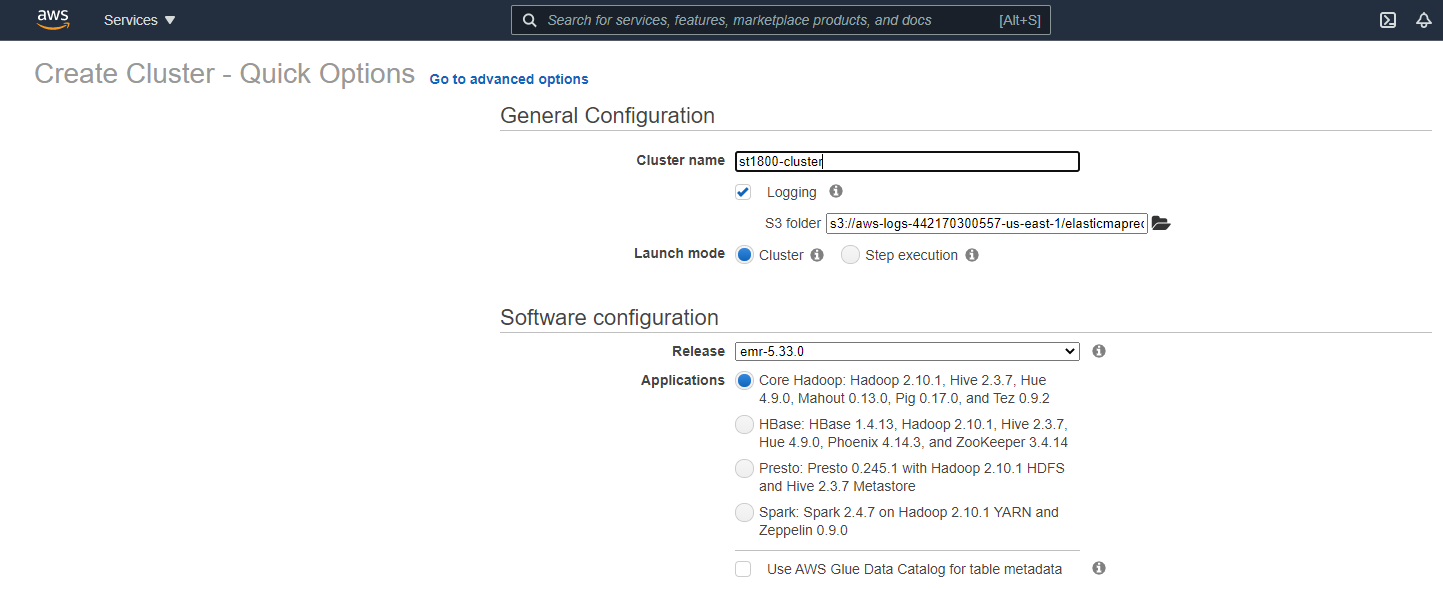 aws Services ▼ Search for services, features, marketplace products, and docs [Alt+S]
Create Cluster - Quick Options Go to advanced options
General Configuration
Cluster name st1800-cluster
Logging
S3 folder s3://aws-logs-442170300557-us-east-1/elasticmapred
Launch mode Cluster Step execution
Software configuration
Release emr-5.33.0
Applications Core Hadoop: Hadoop 2.10.1, Hive 2.3.7, Hue
4.9.0, Mahout 0.13.0, Pig 0.17.0, and Tez 0.9.2
HBase: HBase 1.4.13, Hadoop 2.10.1, Hive 2.3.7,
Hue 4.9.0, Phoenix 4.14.3, and ZooKeeper 3.4.14
Presto: Presto 0.245.1 with Hadoop 2.10.1 HDFS
and Hive 2.3.7 Metastore
Spark: Spark 2.4.7 on Hadoop 2.10.1 YARN and
Zeppelin 0.9.0
Use AWS Glue Data Catalog for table metadata